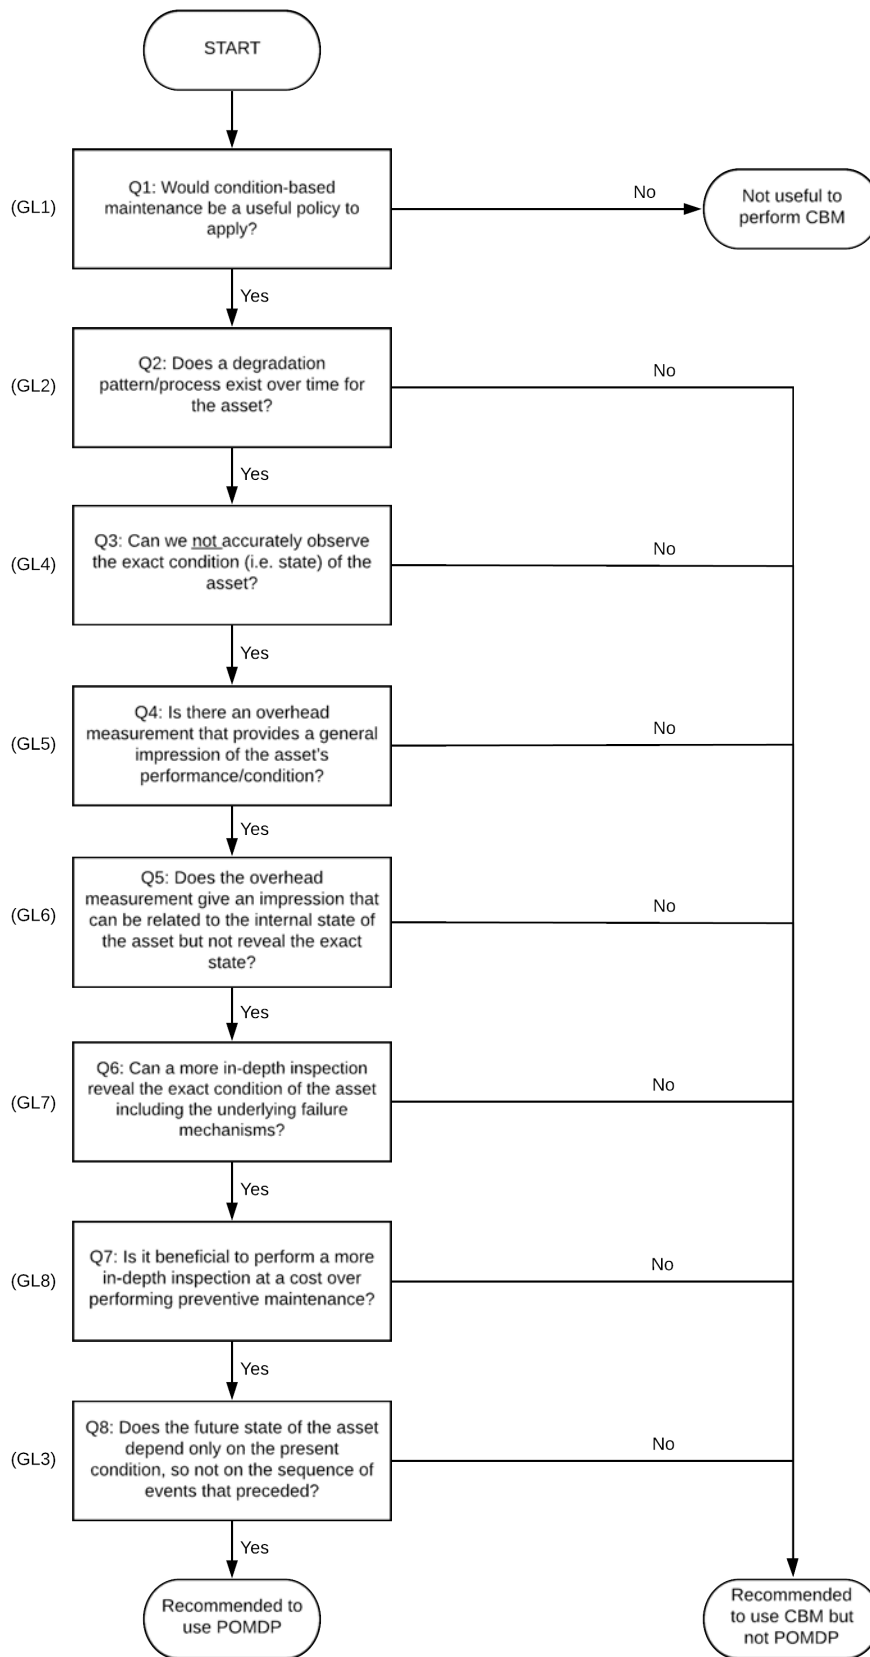 START
(GL1)
Q1: Would condition-based
maintenance be a useful policy to
apply?
No
Not useful to
perform CBM
Yes
(GL2)
Q2: Does a degradation
pattern/process exist over time for
the asset?
No
Yes
(GL4)
Q3: Can we not accurately observe
the exact condition (i.e. state) of the
asset?
No
Yes
(GL5)
Q4: Is there an overhead
measurement that provides a general
impression of the asset's
performance/condition?
No
Yes
(GL6)
Q5: Does the overhead
measurement give an impression that
can be related to the internal state of
the asset but not reveal the exact
state?
No
Yes
(GL7)
Q6: Can a more in-depth inspection
reveal the exact condition of the asset
including the underlying failure
mechanisms?
No
Yes
(GL8)
Q7: Is it beneficial to perform a more
in-depth inspection at a cost over
performing preventive maintenance?
No
Yes
(GL3)
Q8: Does the future state of the asset
depend only on the present
condition, so not on the sequence of
events that preceded?
No
Yes
Recommended to
use POMDP
Recommended
to use CBM but
not POMDP